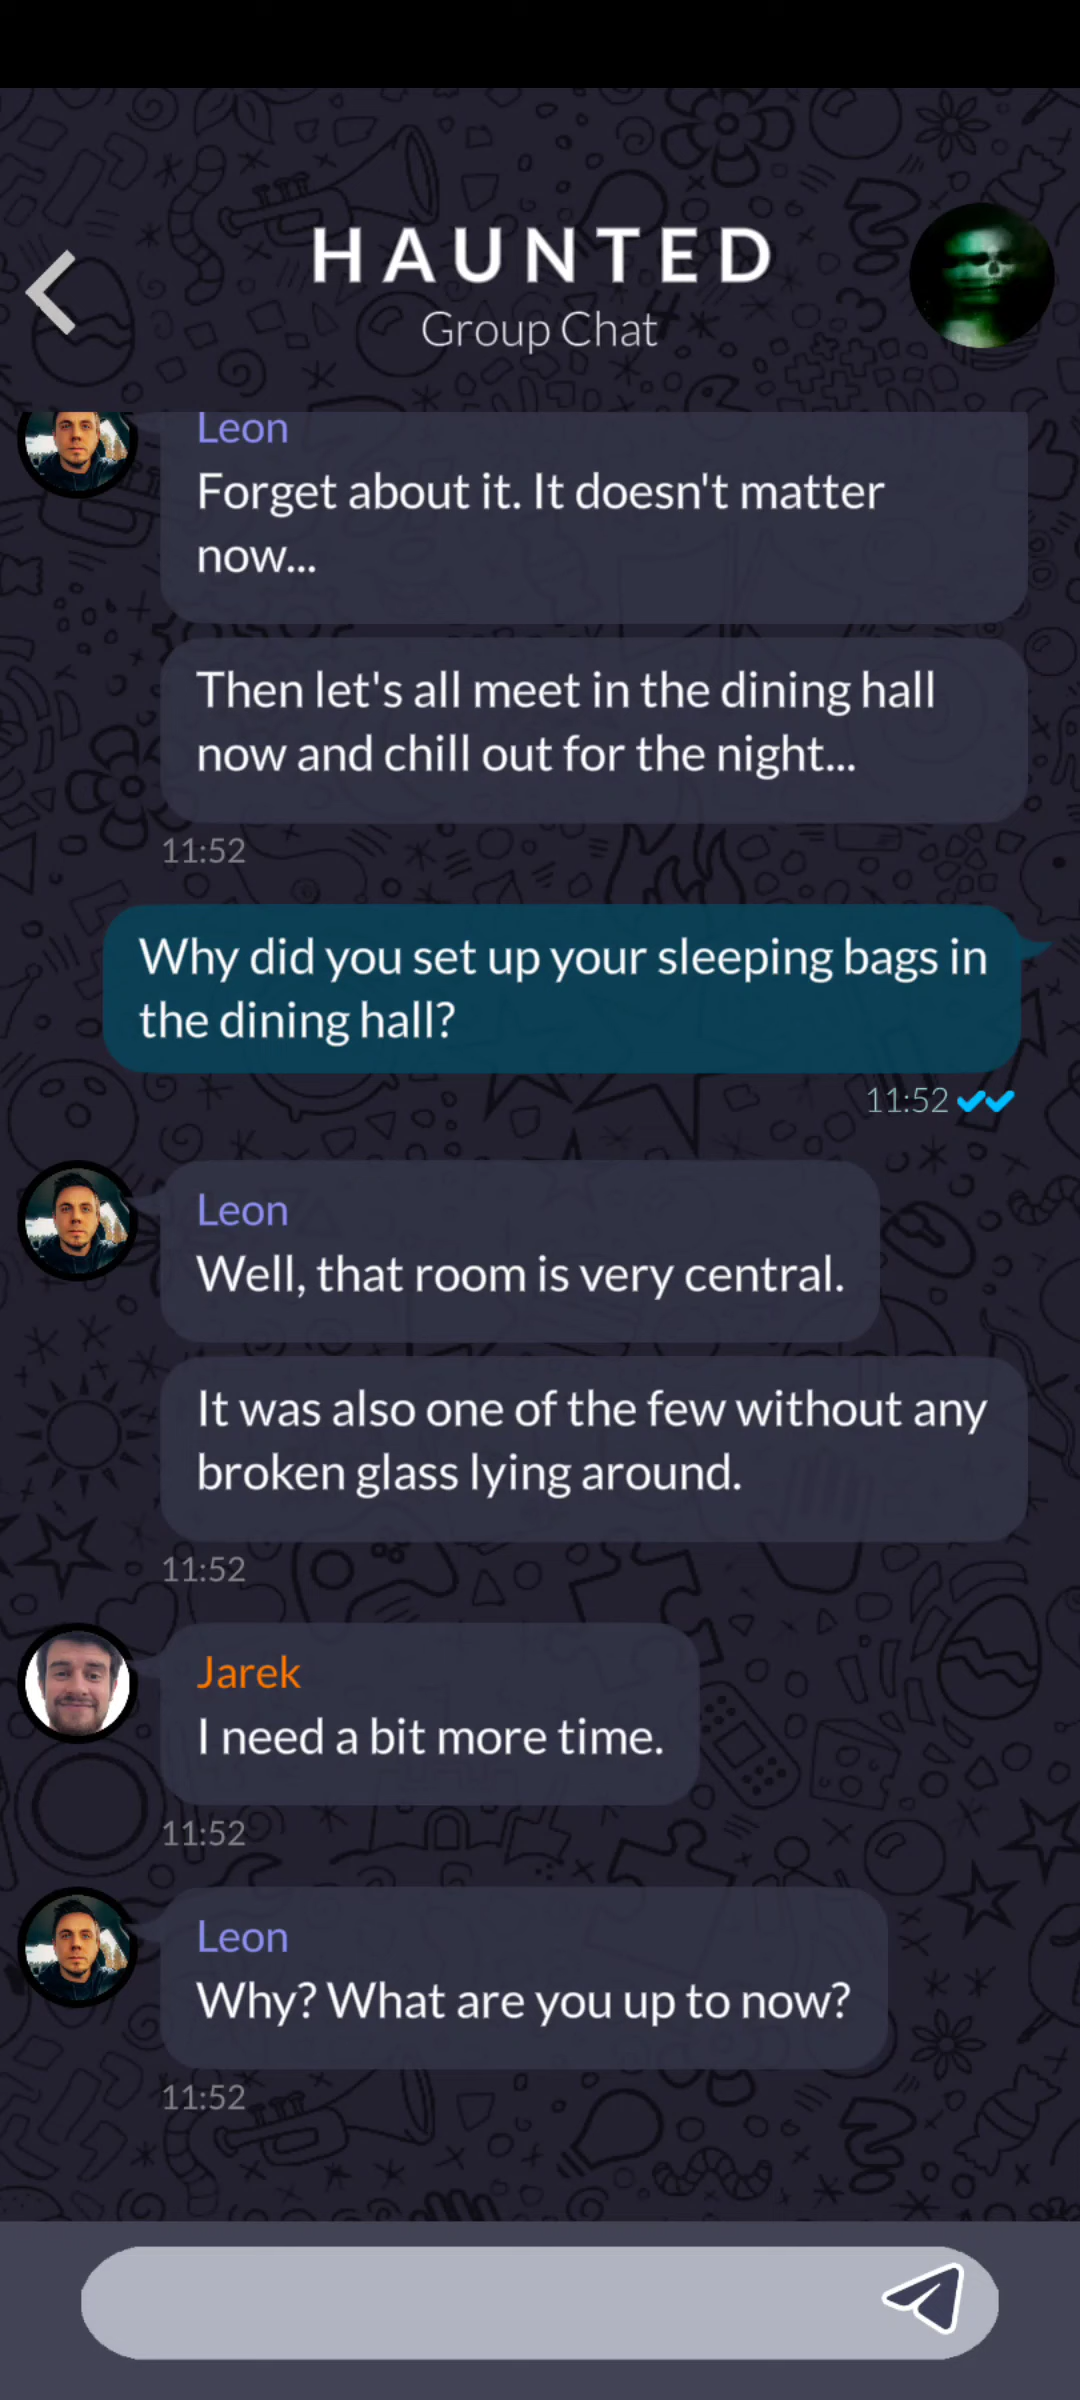 HAUNTED
Group Chat
Leon
Forget about it. It doesn't matter
now...
Then let's all meet in the dining hall
now and chill out for the night...
11:52
Why did you set up your sleeping bags in
the dining hall?
11:52
Leon
Well, that room is very central.
It was also one of the few without any
broken glass lying around.
11:52
Jarek
I need a bit more time.
11:52
Leon
Why? What are you up to now?
11:52